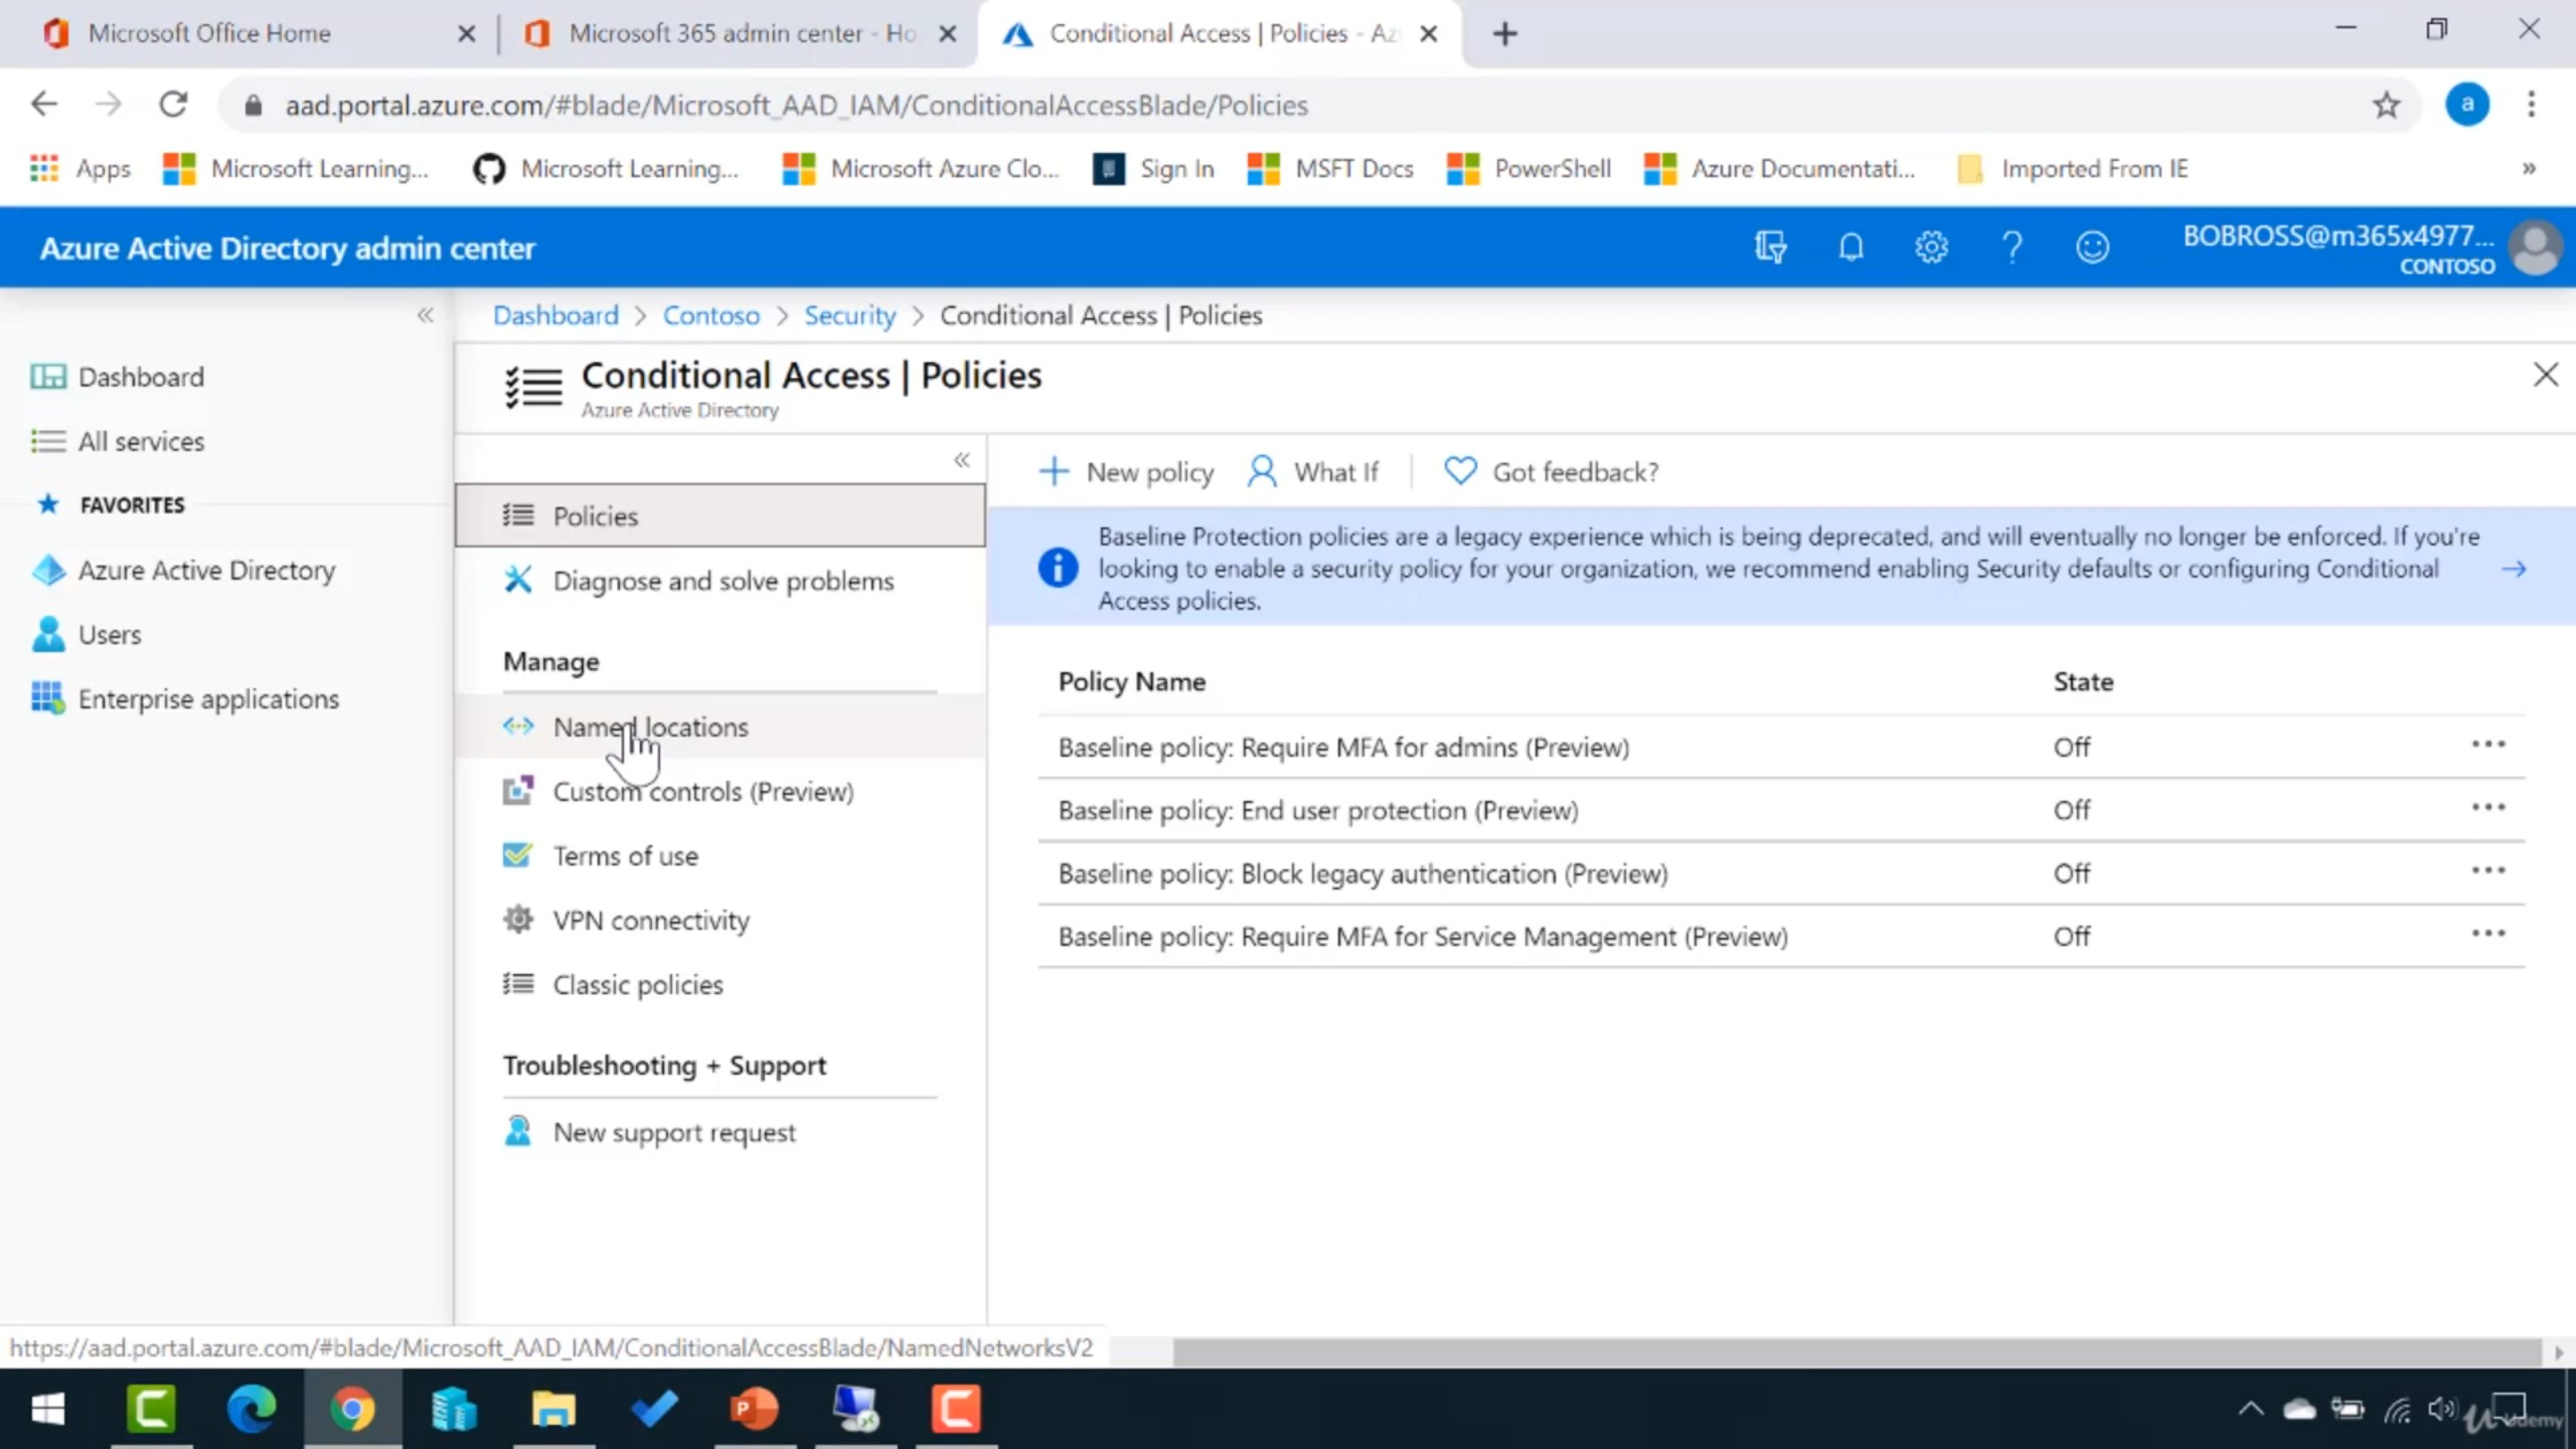 Microsoft Office Home
Microsoft 365 admin center - Ho
Conditional Access | Policies - Az
aad.portal.azure.com/#blade/Microsoft_AAD_IAM/ConditionalAccessBlade/Policies
a
Apps
Microsoft Learning...
Microsoft Learning...
Microsoft Azure Clo...
Sign In
MSFT Docs
PowerShell
Azure Documentati...
Imported From IE
»
Azure Active Directory admin center
BOBROSS@m365x4977...
CONTOSO
Dashboard > Contoso > Security > Conditional Access | Policies
Dashboard
All services
FAVORITES
Azure Active Directory
Users
Enterprise applications
Conditional Access | Policies
Azure Active Directory
Policies
Diagnose and solve problems
Manage
Named locations
Custom controls (Preview)
Terms of use
VPN connectivity
Classic policies
Troubleshooting + Support
New support request
New policy
What If
Got feedback?
Baseline Protection policies are a legacy experience which is being deprecated, and will eventually no longer be enforced. If you're
looking to enable a security policy for your organization, we recommend enabling Security defaults or configuring Conditional
Access policies.
Policy Name State
Baseline policy: Require MFA for admins (Preview) Off
Baseline policy: End user protection (Preview) Off
Baseline policy: Block legacy authentication (Preview) Off
Baseline policy: Require MFA for Service Management (Preview) Off
https://aad.portal.azure.com/#blade/Microsoft_AAD_IAM/ConditionalAccessBlade/NamedNetworksV2
Udemy